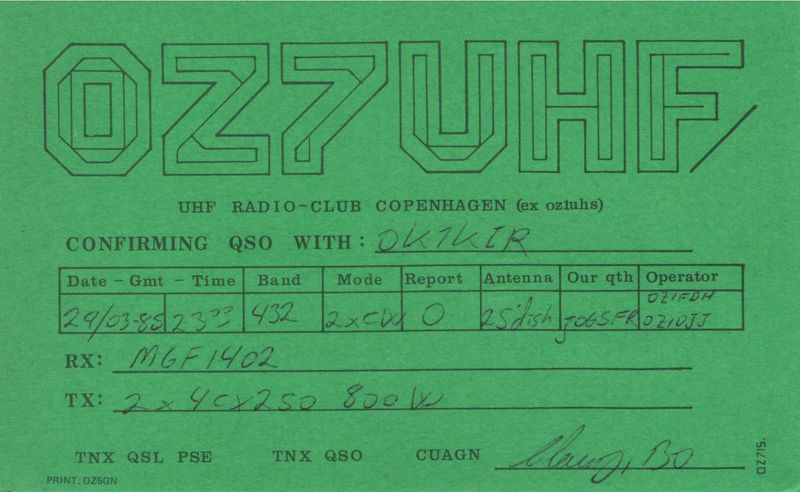 OZ7UHF/
UHF RADIO-CLUB COPENHAGEN (ex oz1uhs)
CONFIRMING QSO WITH: OK1KIR
Date - Gmt - Time Band Mode Report Antenna Our qth Operator
29/03-85 23⁰⁰ 432 2xCW O 25'dish JO65FR OZ1FDH OZ1DJJ
RX: MGF1402
TX: 2x4CX250 800W
TNX QSL PSE TNX QSO CUAGN Bo
PRINT: OZ5GN
OZ715.